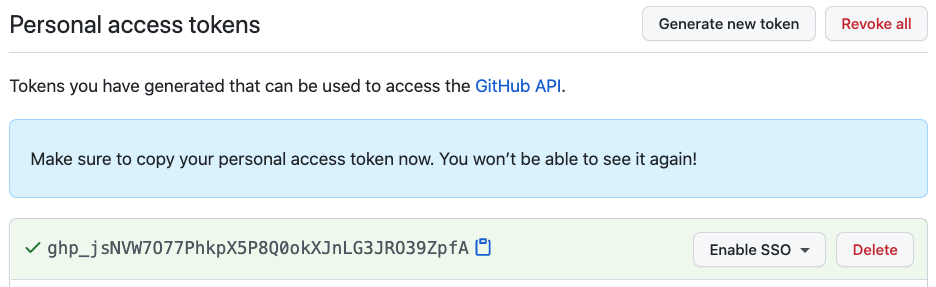 Personal access tokens
Generate new token
Revoke all
Tokens you have generated that can be used to access the GitHub API.
Make sure to copy your personal access token now. You won’t be able to see it again!
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
Enable SSO
Delete